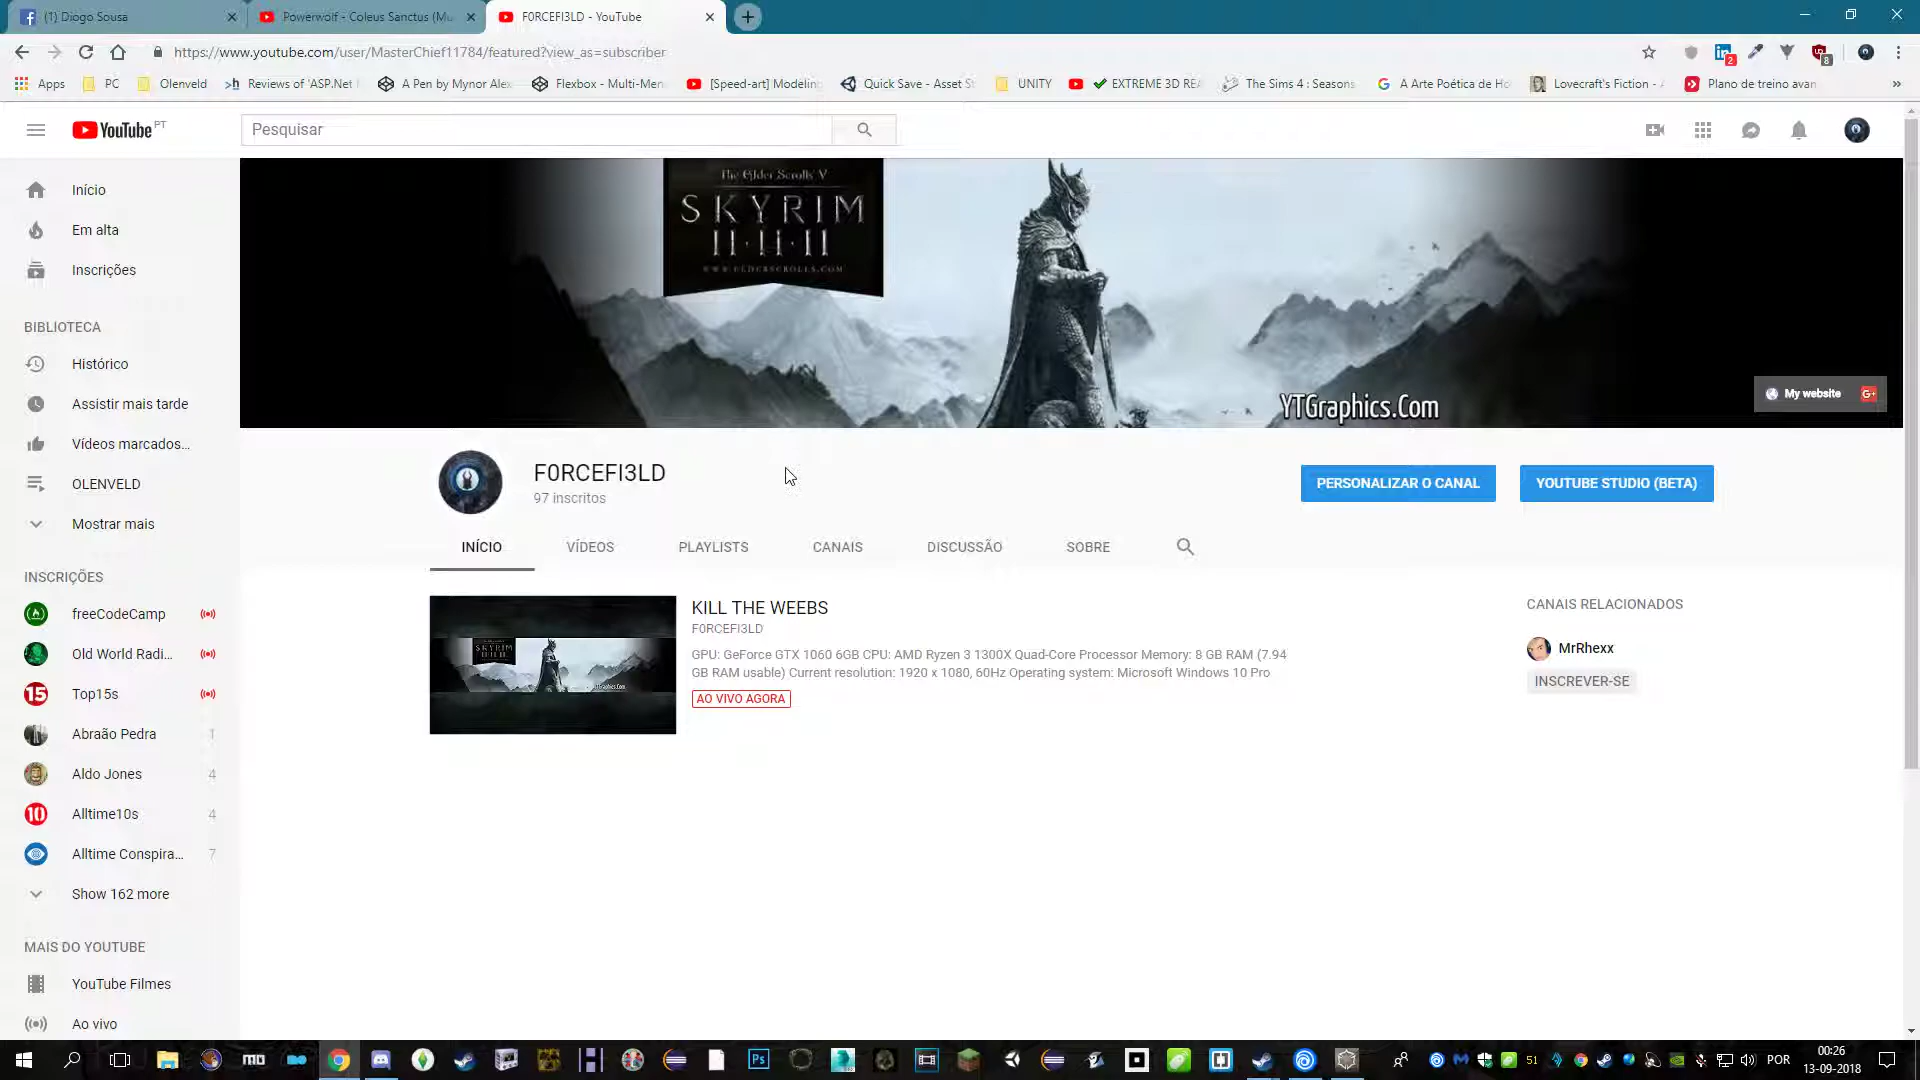 (1) Diogo Sousa
Powerwolf - Coleus Sanctus (Mu
F0RCEFI3LD - YouTube
https://www.youtube.com/user/MasterChief11784/featured?view_as=subscriber
2
8
Apps
PC
Olenveld
Reviews of 'ASP.Net
A Pen by Mynor Alex
Flexbox - Multi-Men
[Speed-art] Modeling
Quick Save - Asset St
UNITY
EXTREME 3D REA
The Sims 4 : Seasons
A Arte Poética de Ho
Lovecraft's Fiction -
Plano de treino avan
YouTube PT
Pesquisar
Início
Em alta
Inscrições
BIBLIOTECA
Histórico
Assistir mais tarde
Vídeos marcados...
OLENVELD
Mostrar mais
INSCRIÇÕES
freeCodeCamp
Old World Radi...
Top15s
Abraão Pedra 1
Aldo Jones 4
Alltime10s 4
Alltime Conspira... 7
Show 162 more
MAIS DO YOUTUBE
YouTube Filmes
Ao vivo
The Elder Scrolls V
SKYRIM
11·11·11
WWW.ELDERSCROLLS.COM
YTGraphics.Com
My website
G+
F0RCEFI3LD
97 inscritos
PERSONALIZAR O CANAL
YOUTUBE STUDIO (BETA)
INÍCIO
VÍDEOS
PLAYLISTS
CANAIS
DISCUSSÃO
SOBRE
KILL THE WEEBS
F0RCEFI3LD
GPU: GeForce GTX 1060 6GB CPU: AMD Ryzen 3 1300X Quad-Core Processor Memory: 8 GB RAM (7.94
GB RAM usable) Current resolution: 1920 x 1080, 60Hz Operating system: Microsoft Windows 10 Pro
AO VIVO AGORA
CANAIS RELACIONADOS
MrRhexx
INSCREVER-SE
Ps
51
POR
00:26
13-09-2018